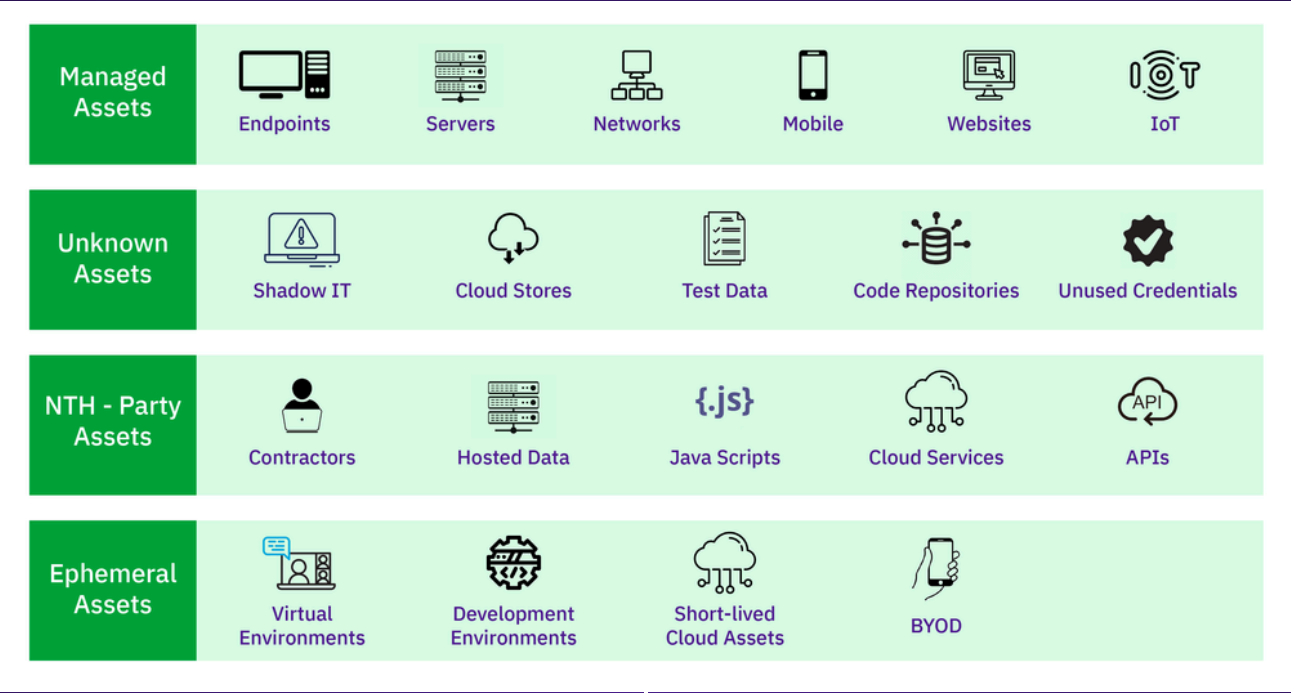 Managed
Assets
Endpoints
Servers
Networks
Mobile
Websites
IOT
IoT
Unknown
Assets
Shadow IT
Cloud Stores
Test Data
Code Repositories
Unused Credentials
NTH - Party
Assets
Contractors
Hosted Data
{.js}
Java Scripts
Cloud Services
API
APIs
Ephemeral
Assets
Virtual
Environments
Development
Environments
Short-lived
Cloud Assets
BYOD